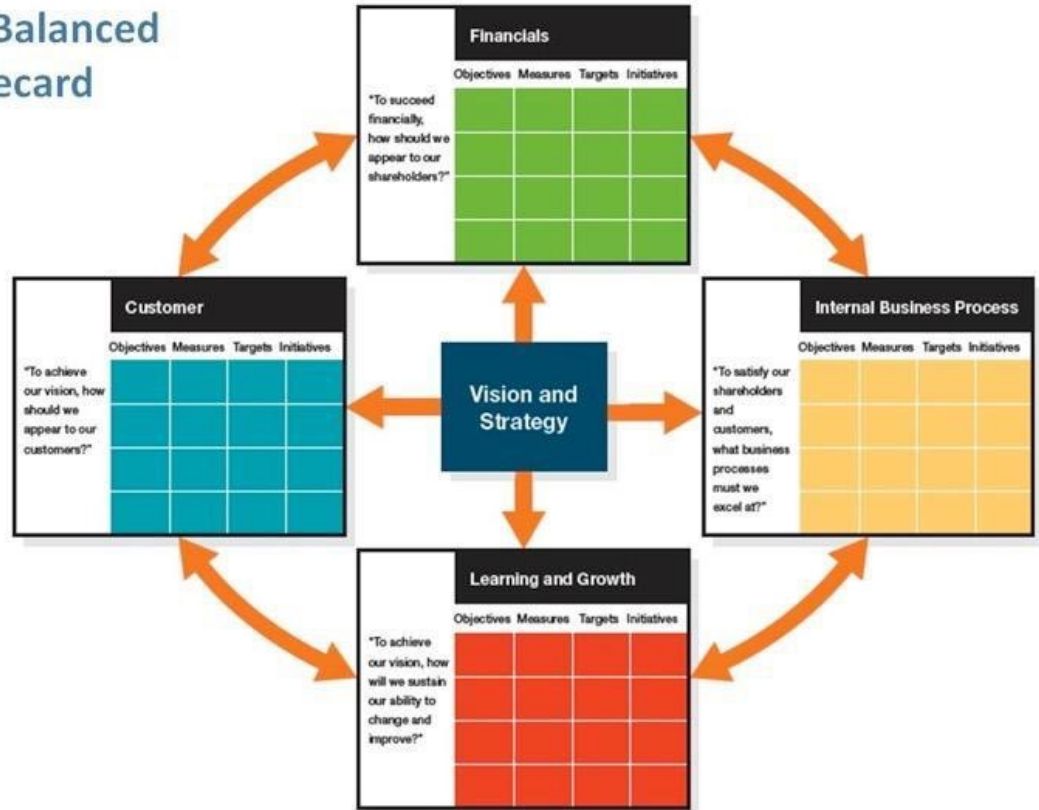 Balanced
ecard
Financials
Objectives Measures Targets Initiatives
"To succeed
financially,
how should we
appear to our
shareholders?"
Customer
Objectives Measures Targets Initiatives
"To achieve
our vision, how
should we
appear to our
customers?"
Vision and
Strategy
Internal Business Process
Objectives Measures Targets Initiatives
"To satisfy our
shareholders
and
customers,
what business
processes
must we
excel at?"
Learning and Growth
Objectives Measures Targets Initiatives
"To achieve
our vision, how
will we sustain
our ability to
change and
improve?"